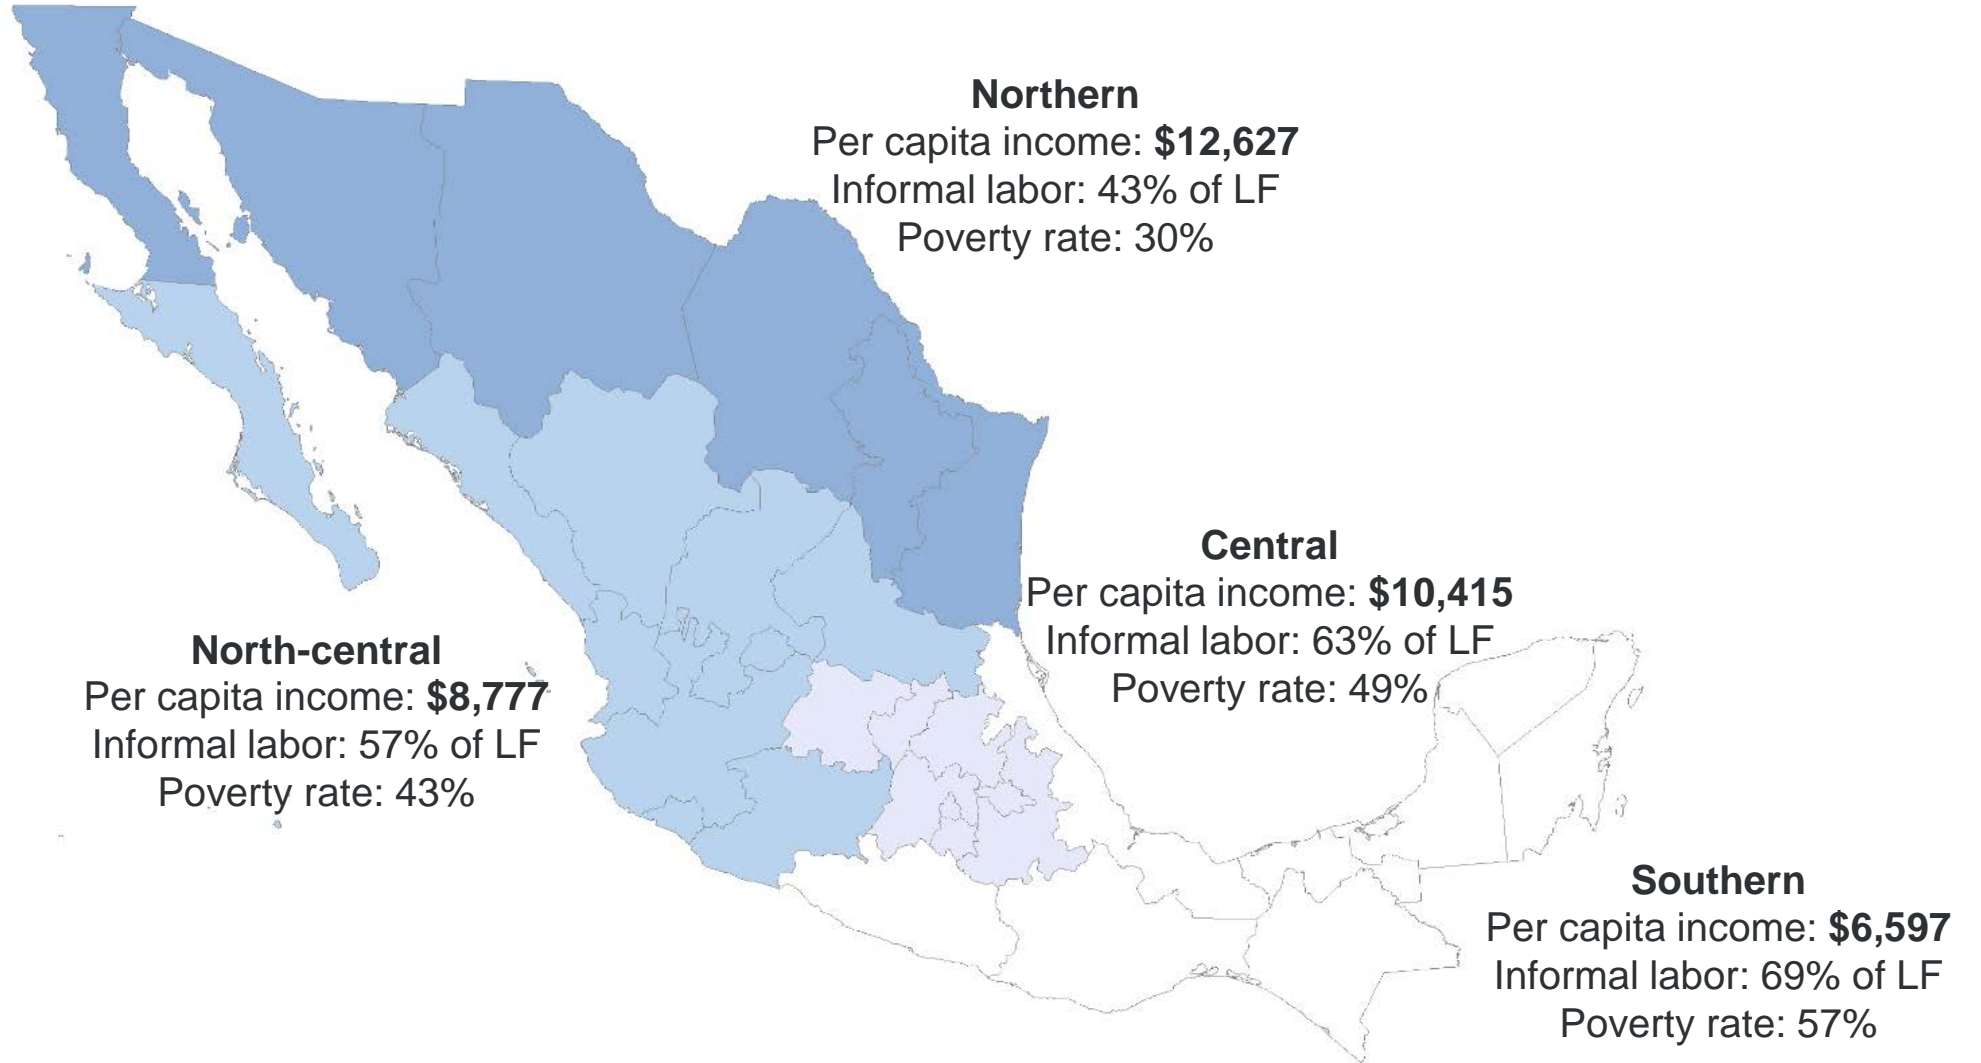 Northern
Per capita income: $12,627
Informal labor: 43% of LF
Poverty rate: 30%
Central
Per capita income: $10,415
Informal labor: 63% of LF
Poverty rate: 49%
North-central
Per capita income: $8,777
Informal labor: 57% of LF
Poverty rate: 43%
Southern
Per capita income: $6,597
Informal labor: 69% of LF
Poverty rate: 57%